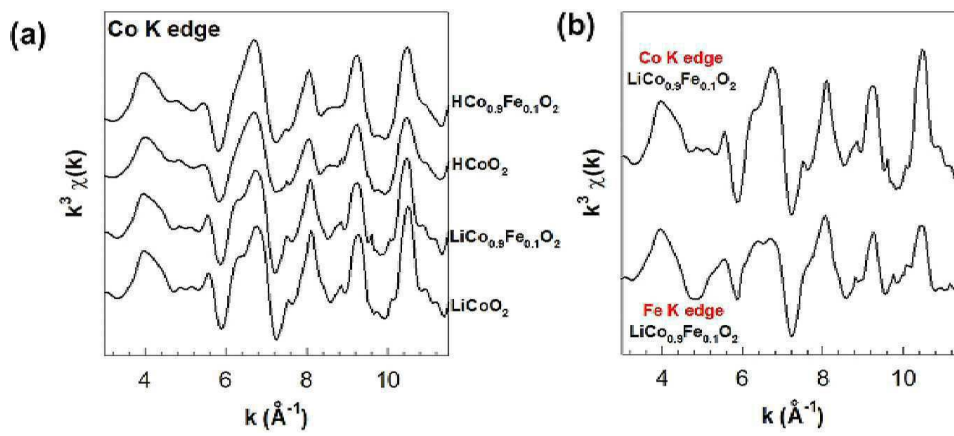 (a)
Co K edge
k³ χ(k)
HCo₀.₉Fe₀.₁O₂
HCoO₂
LiCo₀.₉Fe₀.₁O₂
LiCoO₂
4 6 8 10
k (Å⁻¹)
(b)
Co K edge
LiCo₀.₉Fe₀.₁O₂
k³ χ(k)
Fe K edge
LiCo₀.₉Fe₀.₁O₂
4 6 8 10
k (Å⁻¹)